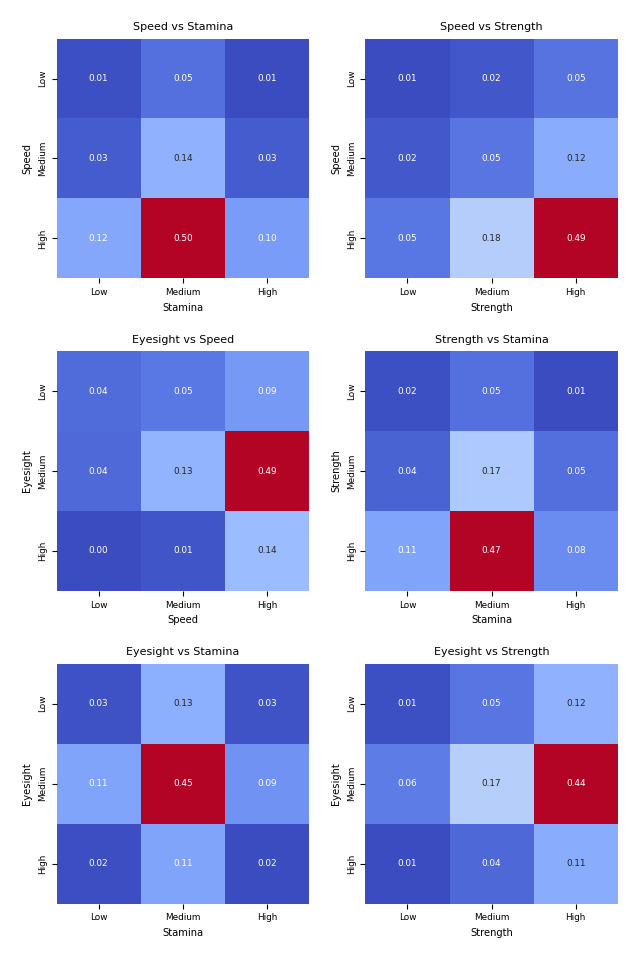 Speed vs Stamina
Speed
Low
0.01 0.05 0.01
Medium
0.03 0.14 0.03
High
0.12 0.50 0.10
Low Medium High
Stamina
Speed vs Strength
Speed
Low
0.01 0.02 0.05
Medium
0.02 0.05 0.12
High
0.05 0.18 0.49
Low Medium High
Strength
Eyesight vs Speed
Eyesight
Low
0.04 0.05 0.09
Medium
0.04 0.13 0.49
High
0.00 0.01 0.14
Low Medium High
Speed
Strength vs Stamina
Strength
Low
0.02 0.05 0.01
Medium
0.04 0.17 0.05
High
0.11 0.47 0.08
Low Medium High
Stamina
Eyesight vs Stamina
Eyesight
Low
0.03 0.13 0.03
Medium
0.11 0.45 0.09
High
0.02 0.11 0.02
Low Medium High
Stamina
Eyesight vs Strength
Eyesight
Low
0.01 0.05 0.12
Medium
0.06 0.17 0.44
High
0.01 0.04 0.11
Low Medium High
Strength